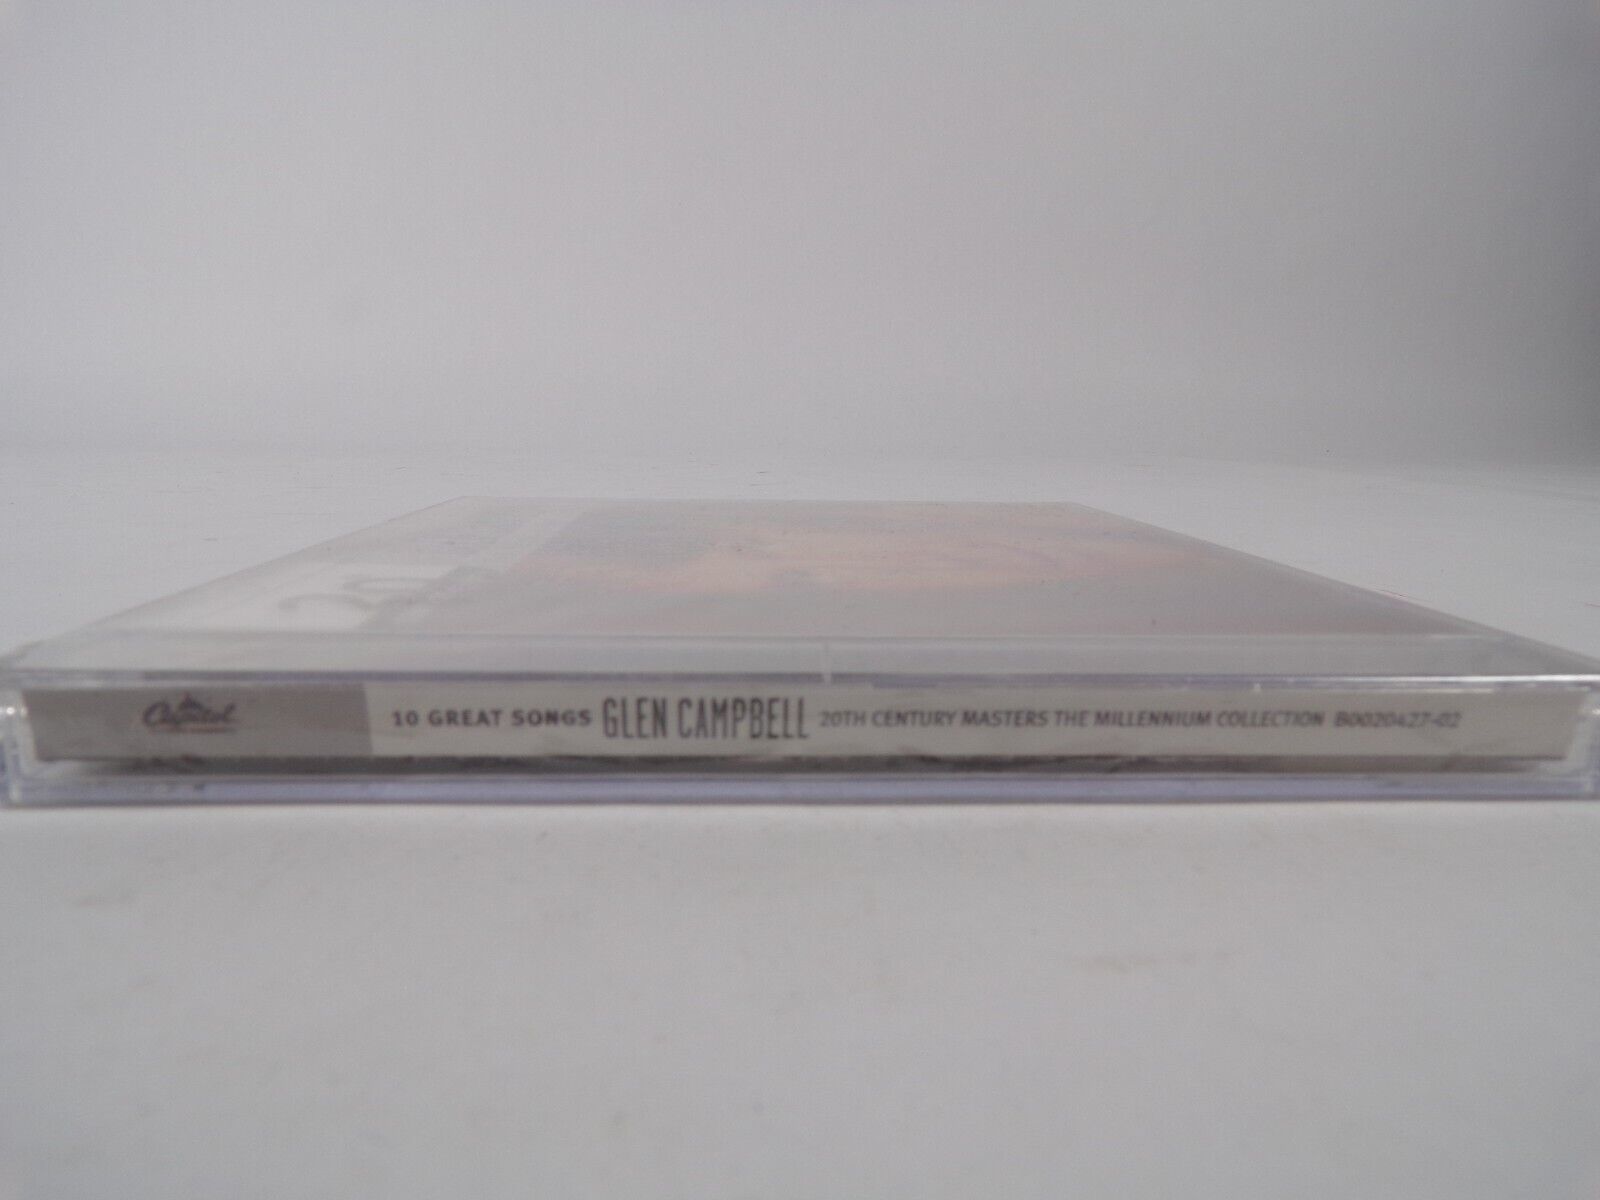 Capitol
10 GREAT SONGS GLEN CAMPBELL 20TH CENTURY MASTERS THE MILLENNIUM COLLECTION B0020427-02